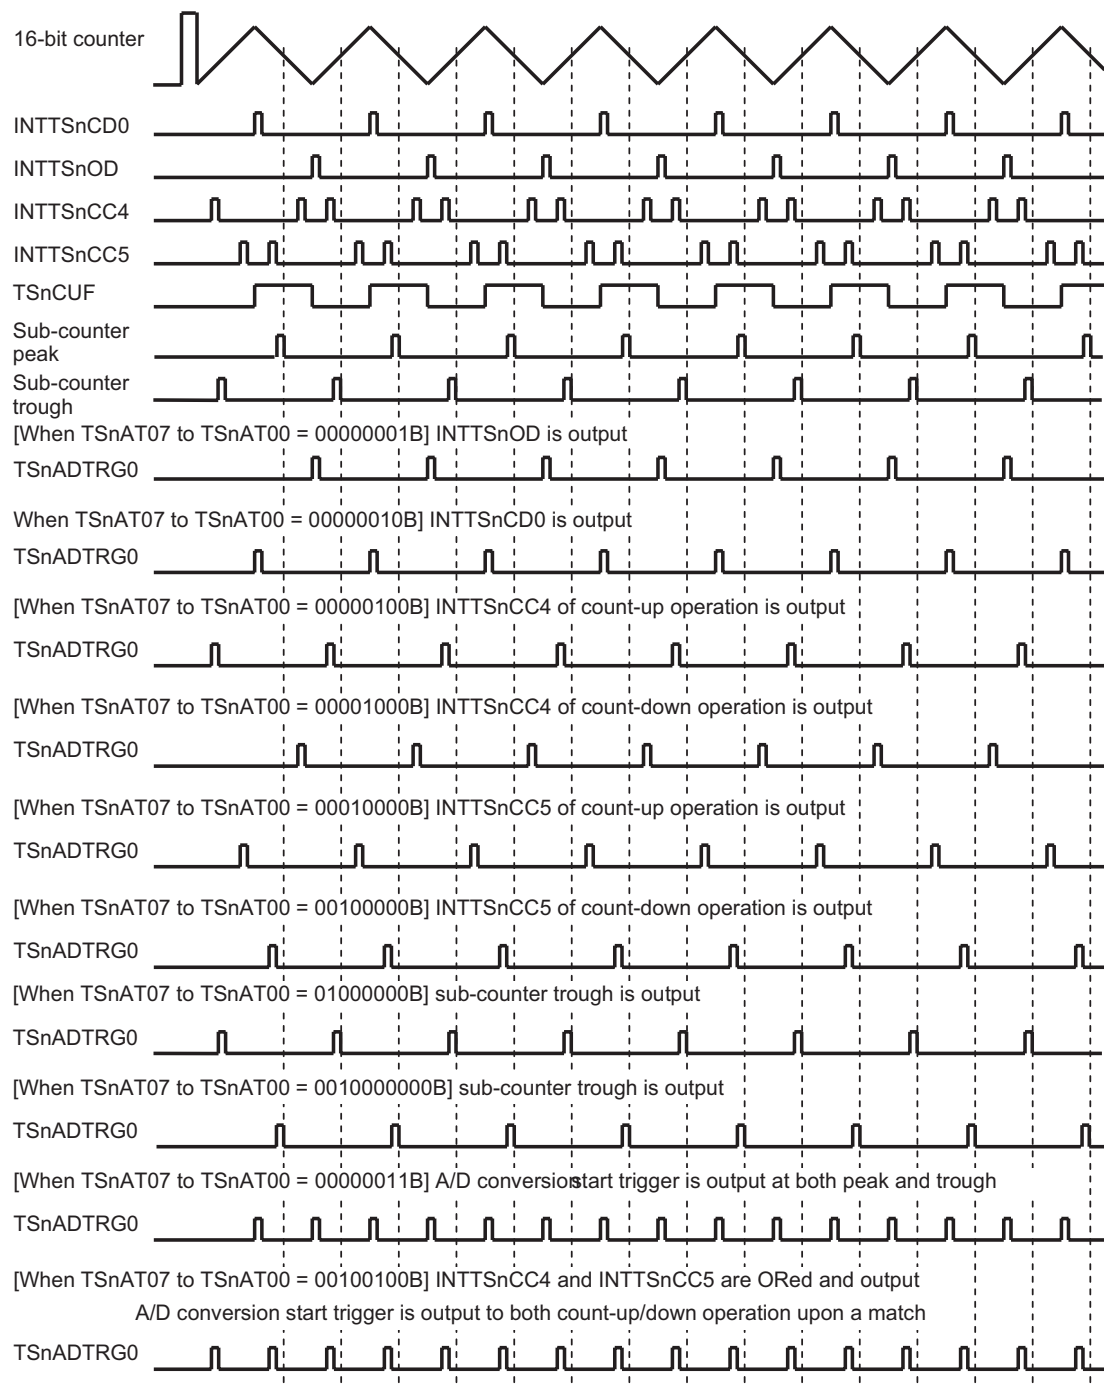 16-bit counter
INTTSnCD0
INTTSnOD
INTTSnCC4
INTTSnCC5
TSnCUF
Sub-counter
peak
Sub-counter
trough
[When TSnAT07 to TSnAT00 = 00000001B] INTTSnOD is output
TSnADTRG0
When TSnAT07 to TSnAT00 = 00000010B] INTTSnCD0 is output
TSnADTRG0
[When TSnAT07 to TSnAT00 = 00000100B] INTTSnCC4 of count-up operation is output
TSnADTRG0
[When TSnAT07 to TSnAT00 = 00001000B] INTTSnCC4 of count-down operation is output
TSnADTRG0
[When TSnAT07 to TSnAT00 = 00010000B] INTTSnCC5 of count-up operation is output
TSnADTRG0
[When TSnAT07 to TSnAT00 = 00100000B] INTTSnCC5 of count-down operation is output
TSnADTRG0
[When TSnAT07 to TSnAT00 = 01000000B] sub-counter trough is output
TSnADTRG0
[When TSnAT07 to TSnAT00 = 0010000000B] sub-counter trough is output
TSnADTRG0
[When TSnAT07 to TSnAT00 = 00000011B] A/D conversion start trigger is output at both peak and trough
TSnADTRG0
[When TSnAT07 to TSnAT00 = 00100100B] INTTSnCC4 and INTTSnCC5 are ORed and output
A/D conversion start trigger is output to both count-up/down operation upon a match
TSnADTRG0